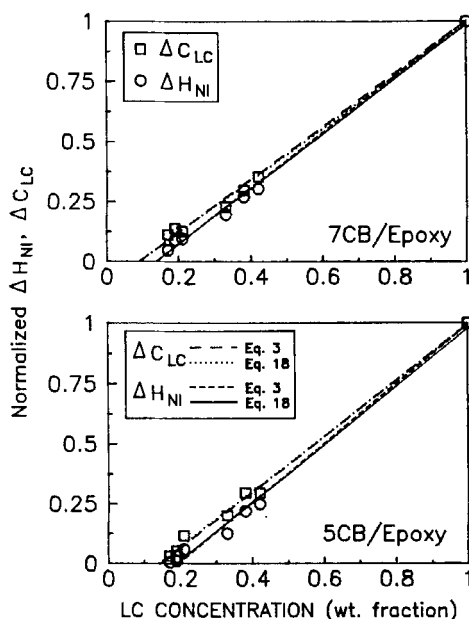 Normalized ΔH_NI, ΔC_LC
1
0.75
0.5
0.25
0
ΔC_LC
ΔH_NI
7CB/Epoxy
0 0.2 0.4 0.6 0.8 1
1
0.75
0.5
0.25
0
ΔC_LC Eq. 3
Eq. 18
ΔH_NI Eq. 3
Eq. 18
5CB/Epoxy
0 0.2 0.4 0.6 0.8 1
LC CONCENTRATION (wt. fraction)